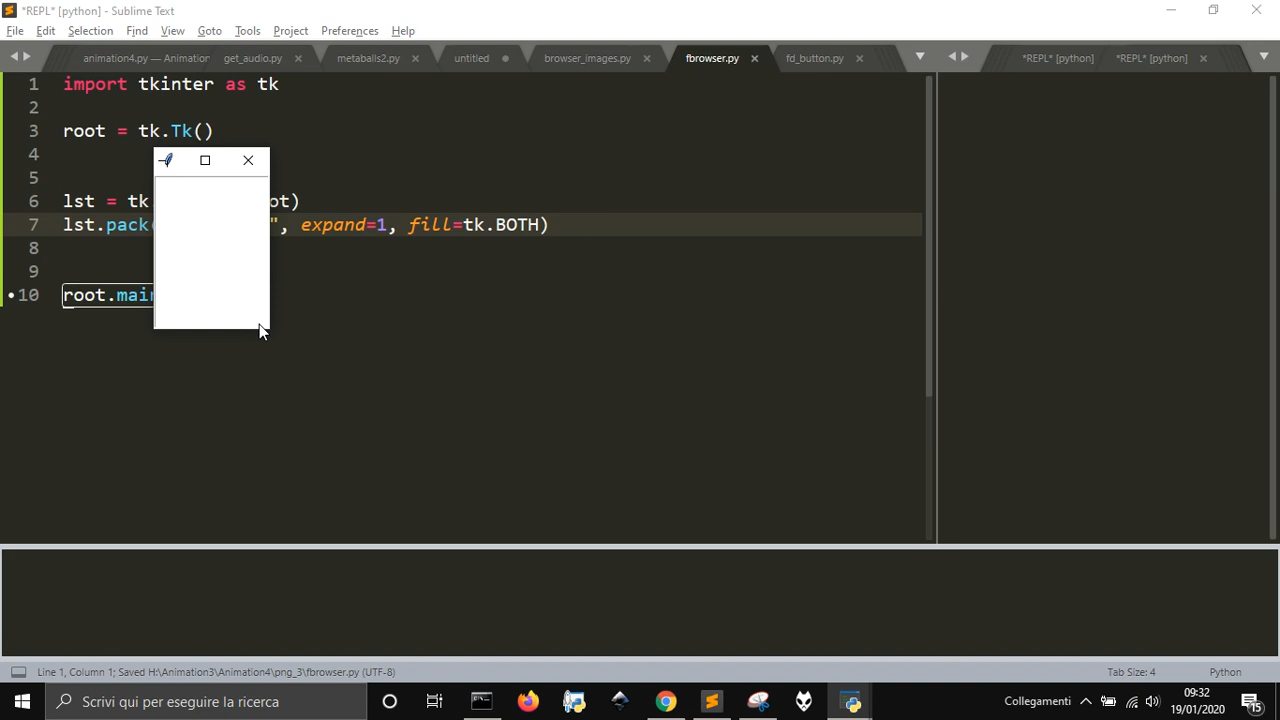 *REPL* [python] - Sublime Text
File Edit Selection Find View Goto Tools Project Preferences Help
animation4.py — Animation get_audio.py metaballs2.py untitled browser_images.py fbrowser.py fd_button.py *REPL* [python] *REPL* [python]
1 import tkinter as tk
2
3 root = tk.Tk()
4
5
6 lst = tk ot)
7 lst.pack( ", expand=1, fill=tk.BOTH)
8
9
10 root.mai
Line 1, Column 1; Saved H:\Animation3\Animation4\png_3\fbrowser.py (UTF-8) Tab Size: 4 Python
Scrivi qui per eseguire la ricerca Collegamenti 09:32
19/01/2020 15